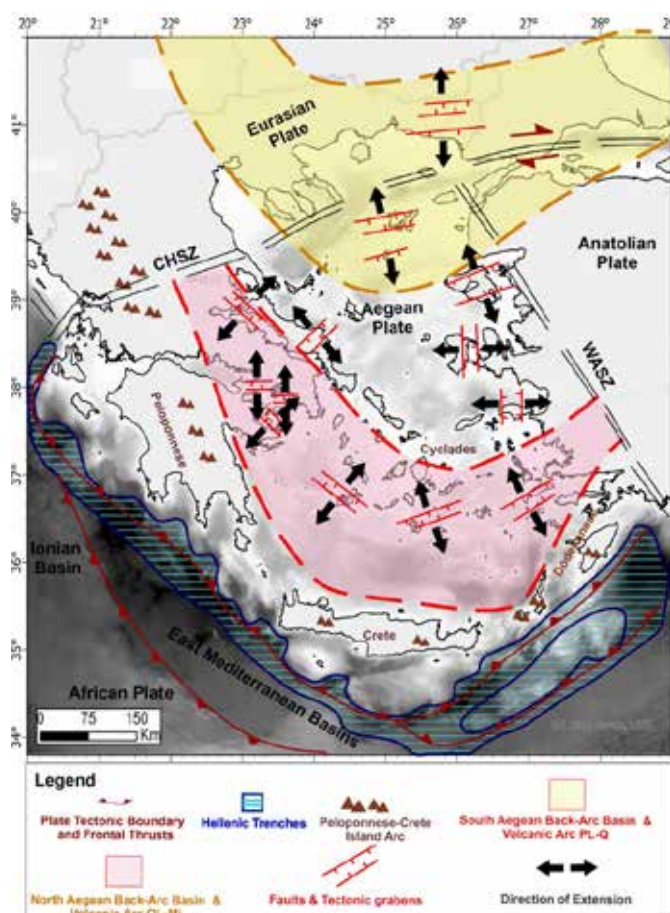 20° 21° 22° 23° 24° 25° 26° 27° 28° 29
41°
Eurasian
Plate
40°
Anatolian
Plate
CHSZ
39°
Aegean
Plate
38°
WASZ
Peloponnese
Cyclades
37°
36°
Ionian
Basin
35°
Crete
East Mediterranean Basins
African Plate
34°
0 75 150
Km
Legend
Plate Tectonic Boundary
and Frontal Thrusts
Hellenic Trenches
Peloponnese-Crete
Island Arc
South Aegean Back-Arc Basin &
Volcanic Arc PL-Q
North Aegean Back-Arc Basin &
Faults & Tectonic grabens
Direction of Extension